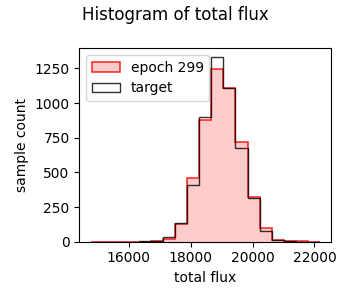 Histogram of total flux
epoch 299
target
sample count
1250
1000
750
500
250
0
16000 18000 20000 22000
total flux